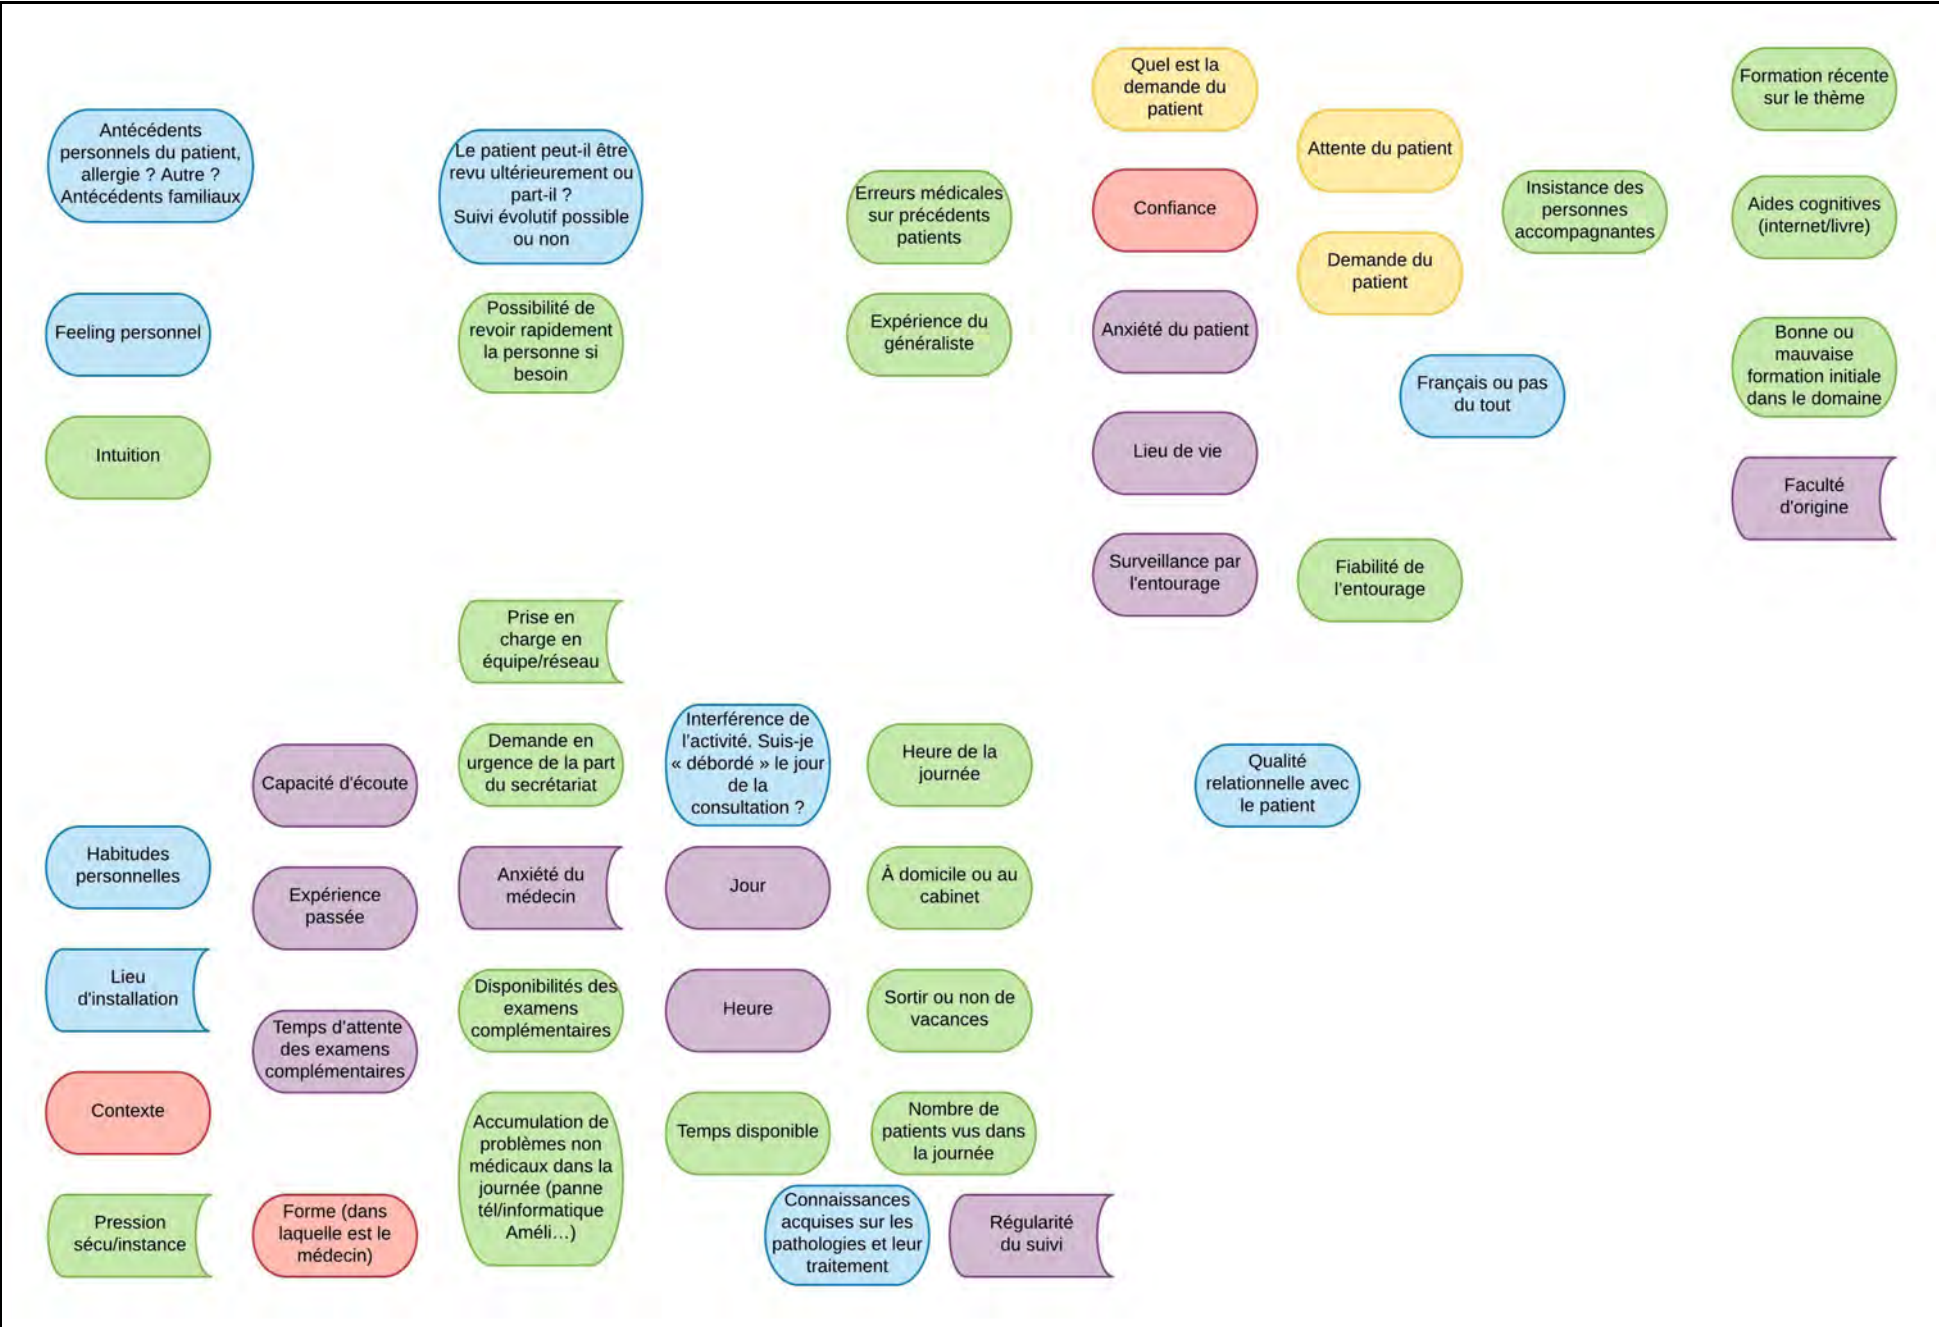 Antécédents
personnels du patient,
allergie ? Autre ?
Antécédents familiaux
Feeling personnel
Intuition
Le patient peut-il être
revu ultérieurement ou
part-il ?
Suivi évolutif possible
ou non
Possibilité de
revoir rapidement
la personne si
besoin
Erreurs médicales
sur précédents
patients
Expérience du
généraliste
Quel est la
demande du
patient
Confiance
Anxiété du patient
Lieu de vie
Surveillance par
l'entourage
Attente du patient
Demande du
patient
Français ou pas
du tout
Fiabilité de
l'entourage
Insistance des
personnes
accompagnantes
Formation récente
sur le thème
Aides cognitives
(internet/livre)
Bonne ou
mauvaise
formation initiale
dans le domaine
Faculté
d'origine
Habitudes
personnelles
Lieu
d'installation
Contexte
Pression
sécu/instance
Capacité d'écoute
Expérience
passée
Temps d'attente
des examens
complémentaires
Forme (dans
laquelle est le
médecin)
Prise en
charge en
équipe/réseau
Demande en
urgence de la part
du secrétariat
Anxiété du
médecin
Disponibilités des
examens
complémentaires
Accumulation de
problèmes non
médicaux dans la
journée (panne
tél/informatique
Améli…)
Interférence de
l'activité. Suis-je
« débordé » le jour
de la
consultation ?
Jour
Heure
Temps disponible
Connaissances
acquises sur les
pathologies et leur
traitement
Heure de la
journée
À domicile ou au
cabinet
Sortir ou non de
vacances
Nombre de
patients vus dans
la journée
Régularité
du suivi
Qualité
relationnelle avec
le patient